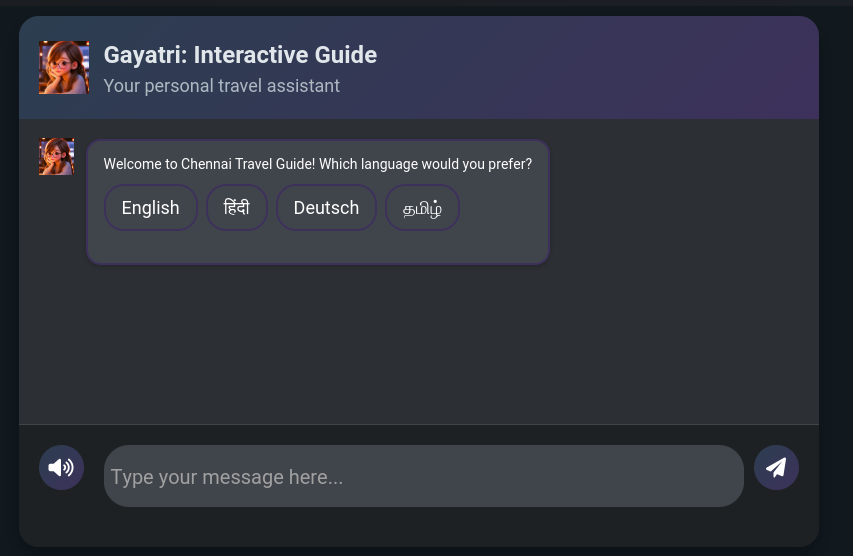 Gayatri: Interactive Guide
Your personal travel assistant
Welcome to Chennai Travel Guide! Which language would you prefer?
English हिंदी Deutsch தமிழ்
Type your message here...